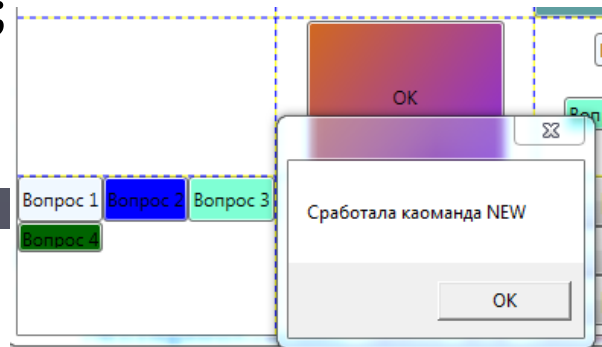 OK
Вопрос 1 Вопрос 2 Вопрос 3
Вопрос 4
Сработала каоманда NEW
OK